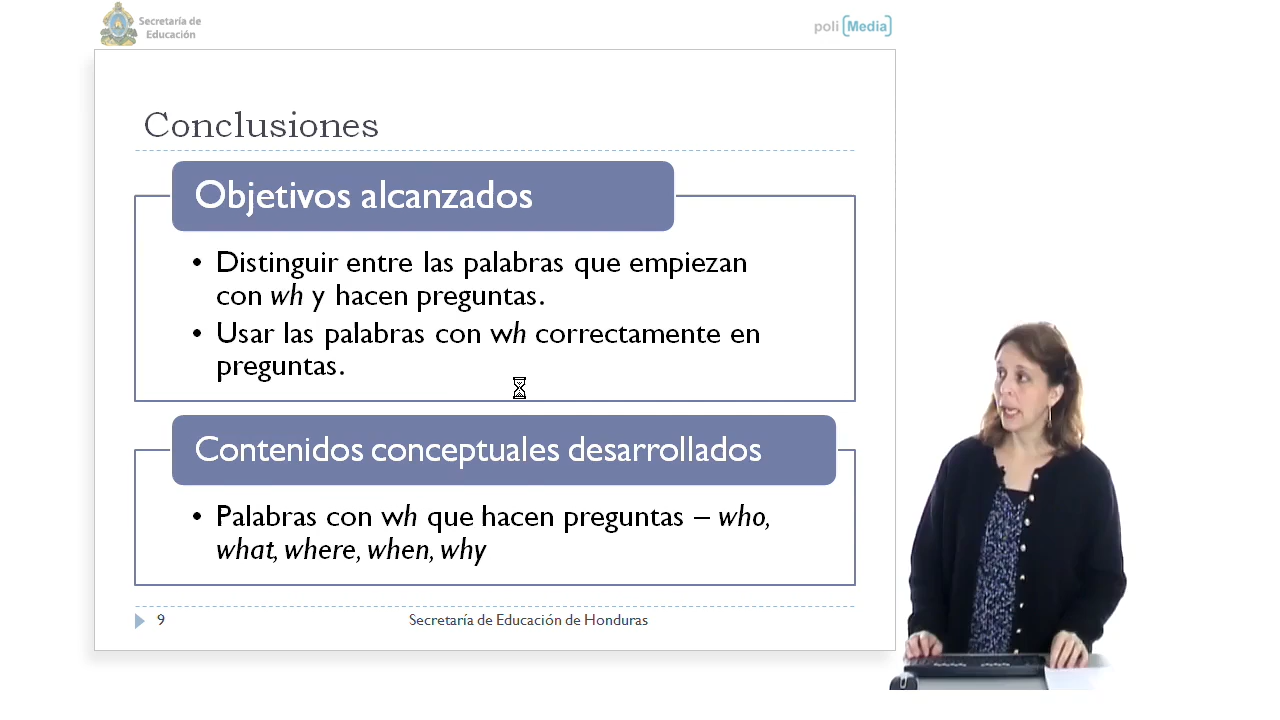 Secretaría de
Educación
poli [Media]
Conclusiones
Objetivos alcanzados
• Distinguir entre las palabras que empiezan
con wh y hacen preguntas.
• Usar las palabras con wh correctamente en
preguntas.
Contenidos conceptuales desarrollados
• Palabras con wh que hacen preguntas – who,
what, where, when, why
9
Secretaría de Educación de Honduras